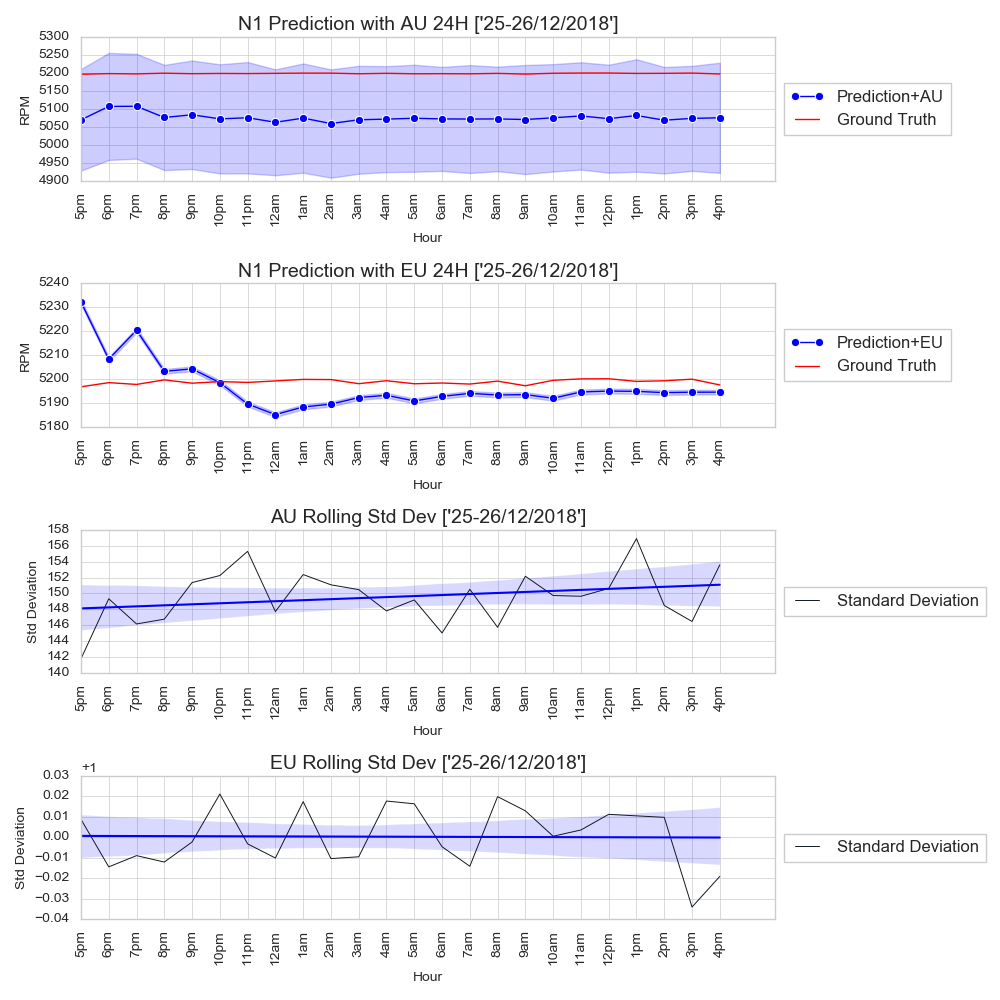 N1 Prediction with AU 24H ['25-26/12/2018']
5300
5250
5200
5150
5100
5050
5000
4950
4900
RPM
5pm 6pm 7pm 8pm 9pm 10pm 11pm 12am 1am 2am 3am 4am 5am 6am 7am 8am 9am 10am 11am 12pm 1pm 2pm 3pm 4pm
Hour
Prediction+AU
Ground Truth
N1 Prediction with EU 24H ['25-26/12/2018']
5240
5230
5220
5210
5200
5190
5180
RPM
5pm 6pm 7pm 8pm 9pm 10pm 11pm 12am 1am 2am 3am 4am 5am 6am 7am 8am 9am 10am 11am 12pm 1pm 2pm 3pm 4pm
Hour
Prediction+EU
Ground Truth
AU Rolling Std Dev ['25-26/12/2018']
158
156
154
152
150
148
146
144
142
140
Std Deviation
5pm 6pm 7pm 8pm 9pm 10pm 11pm 12am 1am 2am 3am 4am 5am 6am 7am 8am 9am 10am 11am 12pm 1pm 2pm 3pm 4pm
Hour
Standard Deviation
EU Rolling Std Dev ['25-26/12/2018']
+1
0.03
0.02
0.01
0.00
−0.01
−0.02
−0.03
−0.04
Std Deviation
5pm 6pm 7pm 8pm 9pm 10pm 11pm 12am 1am 2am 3am 4am 5am 6am 7am 8am 9am 10am 11am 12pm 1pm 2pm 3pm 4pm
Hour
Standard Deviation